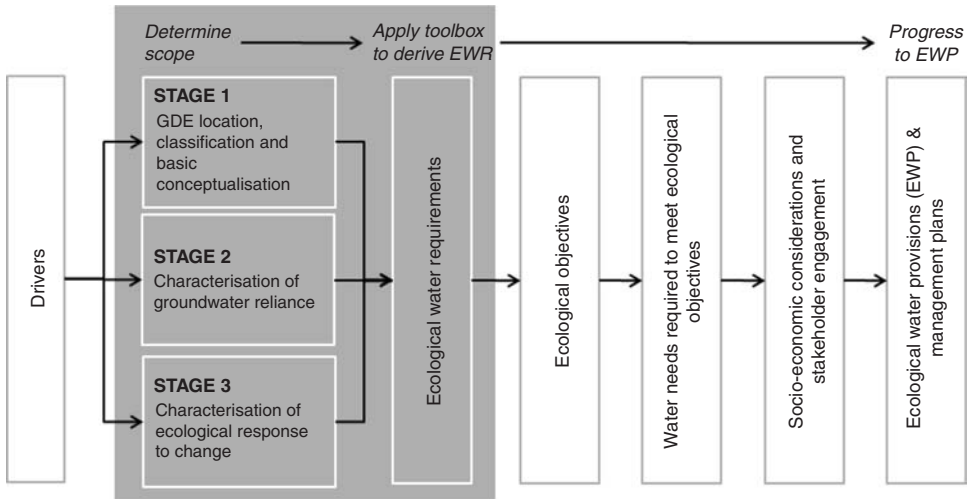 Determine
scope
Apply toolbox
to derive EWR
Progress
to EWP
Drivers
STAGE 1
GDE location,
classification and
basic
conceptualisation
STAGE 2
Characterisation of
groundwater reliance
STAGE 3
Characterisation of
ecological response
to change
Ecological water requirements
Ecological objectives
Water needs required to meet ecological
objectives
Socio-economic considerations and
stakeholder engagement
Ecological water provisions (EWP) &
management plans